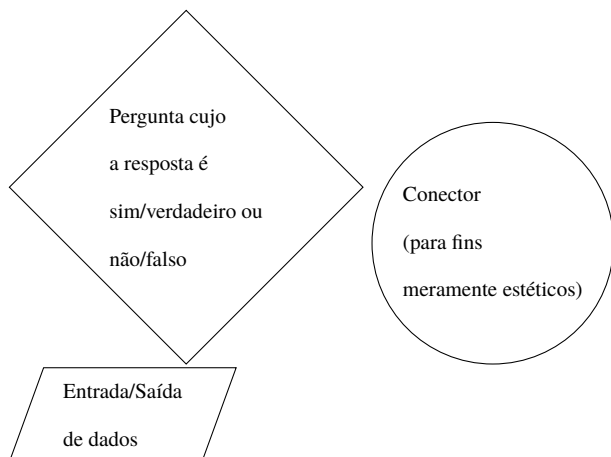 Pergunta cujo
a resposta é
sim/verdadeiro ou
não/falso
Conector
(para fins
meramente estéticos)
Entrada/Saída
de dados